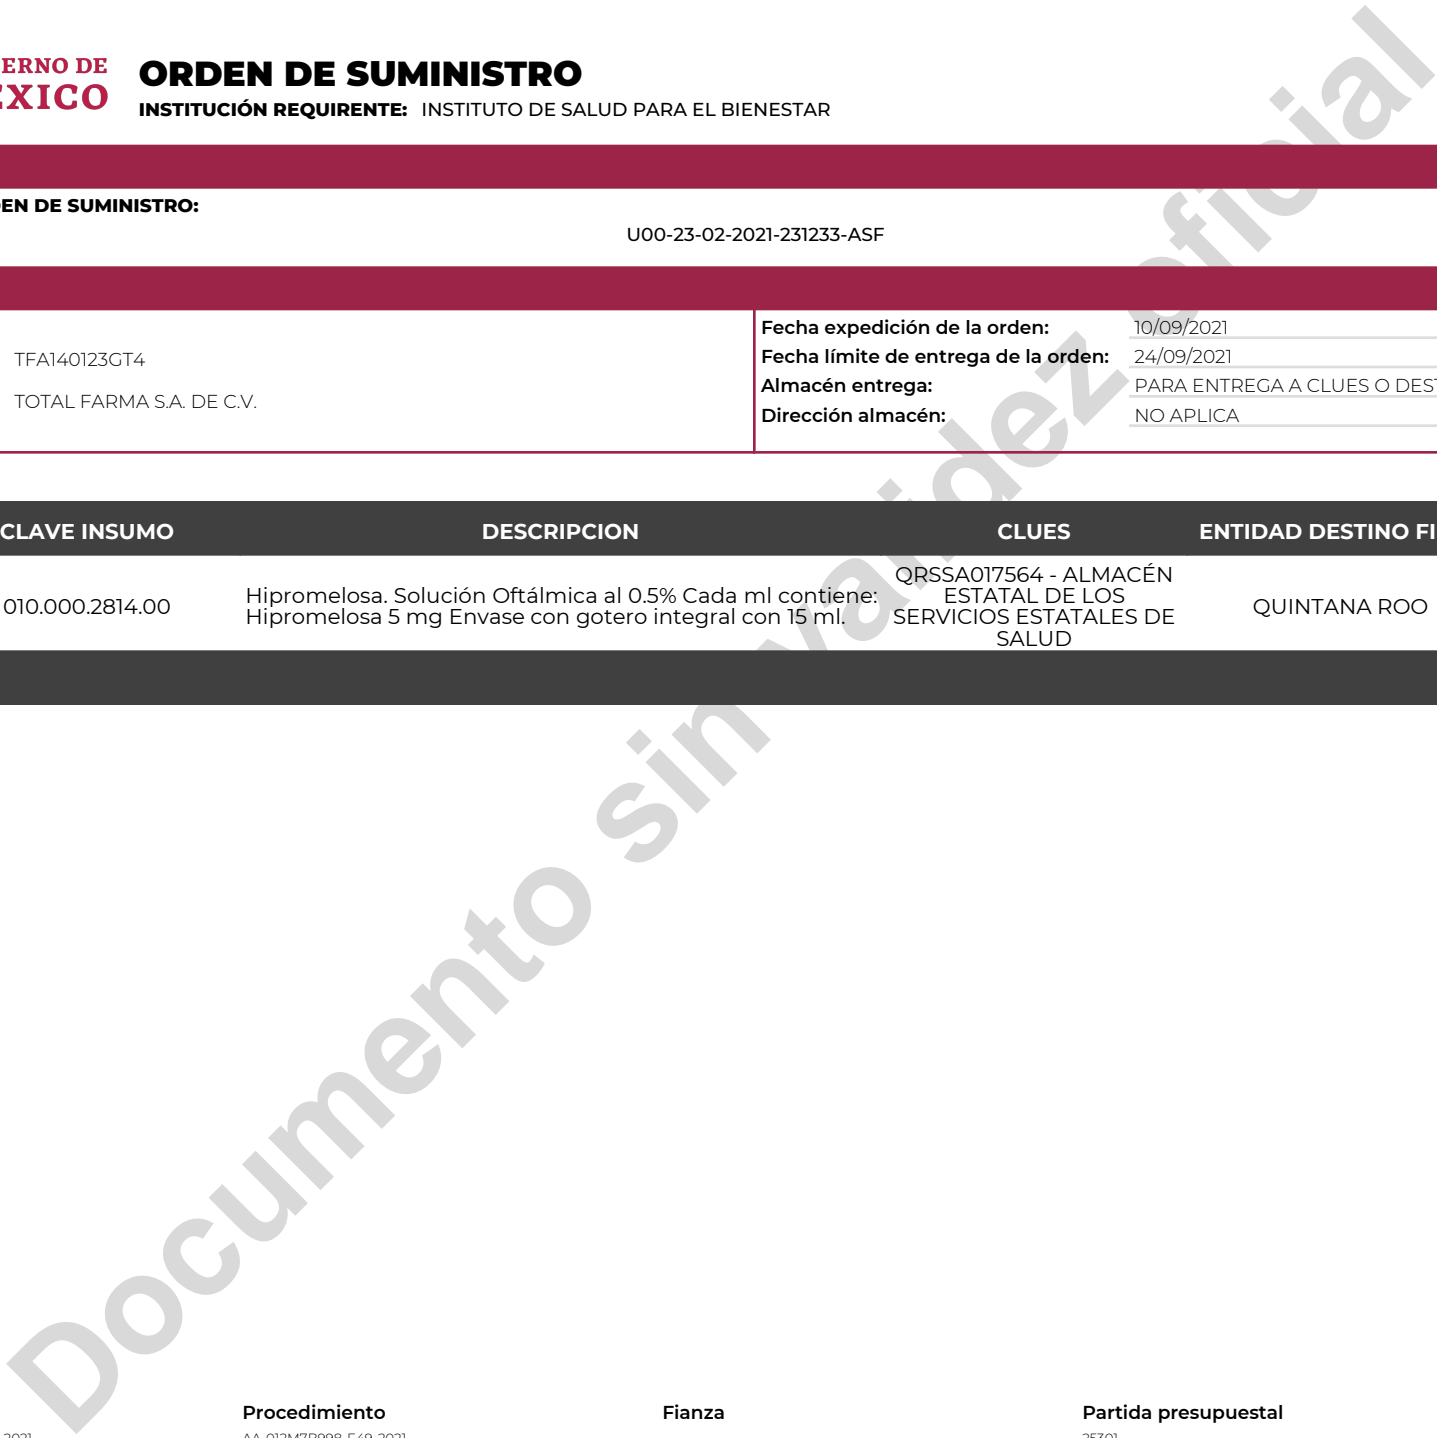 ERNO DE
EXICO
ORDEN DE SUMINISTRO
INSTITUCIÓN REQUIRENTE: INSTITUTO DE SALUD PARA EL BIENESTAR
EN DE SUMINISTRO:
U00-23-02-2021-231233-ASF
TFA140123GT4
TOTAL FARMA S.A. DE C.V.
Fecha expedición de la orden: 10/09/2021
Fecha límite de entrega de la orden: 24/09/2021
Almacén entrega: PARA ENTREGA A CLUES O DEST
Dirección almacén: NO APLICA
CLAVE INSUMO DESCRIPCION CLUES ENTIDAD DESTINO FI
010.000.2814.00
Hipromelosa. Solución Oftálmica al 0.5% Cada ml contiene:
Hipromelosa 5 mg Envase con gotero integral con 15 ml.
QRSSA017564 - ALMACÉN
ESTATAL DE LOS
SERVICIOS ESTATALES DE
SALUD
QUINTANA ROO
Documento sin validez oficial
Procedimiento Fianza Partida presupuestal